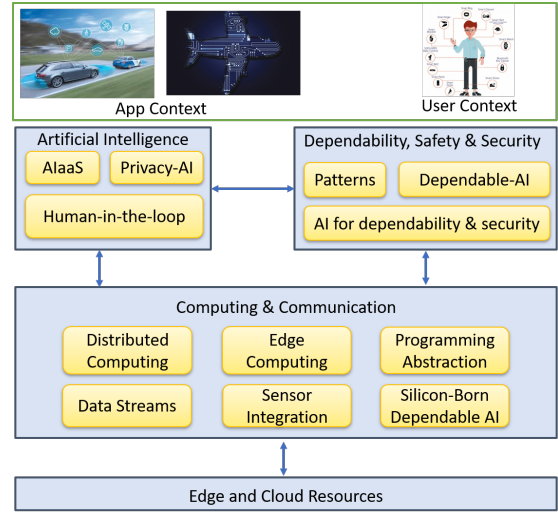 App Context
User Context
Artificial Intelligence
AIaaS
Privacy-AI
Human-in-the-loop
Dependability, Safety & Security
Patterns
Dependable-AI
AI for dependability & security
Computing & Communication
Distributed
Computing
Edge
Computing
Programming
Abstraction
Data Streams
Sensor
Integration
Silicon-Born
Dependable AI
Edge and Cloud Resources